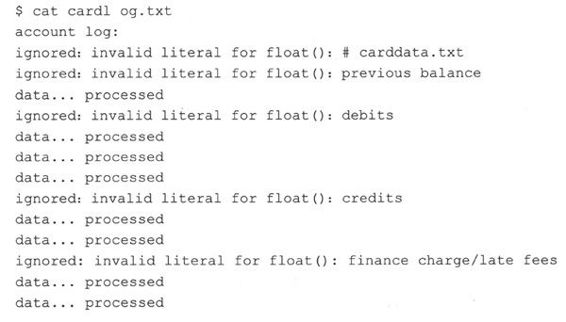 $ cat cardl og.txt
account log:
ignored: invalid literal for float(): # carddata.txt
ignored: invalid literal for float(): previous balance
data... processed
ignored: invalid literal for float(): debits
data... processed
data... processed
data... processed
ignored: invalid literal for float(): credits
data... processed
data... processed
ignored: invalid literal for float(): finance charge/late fees
data... processed
data... processed